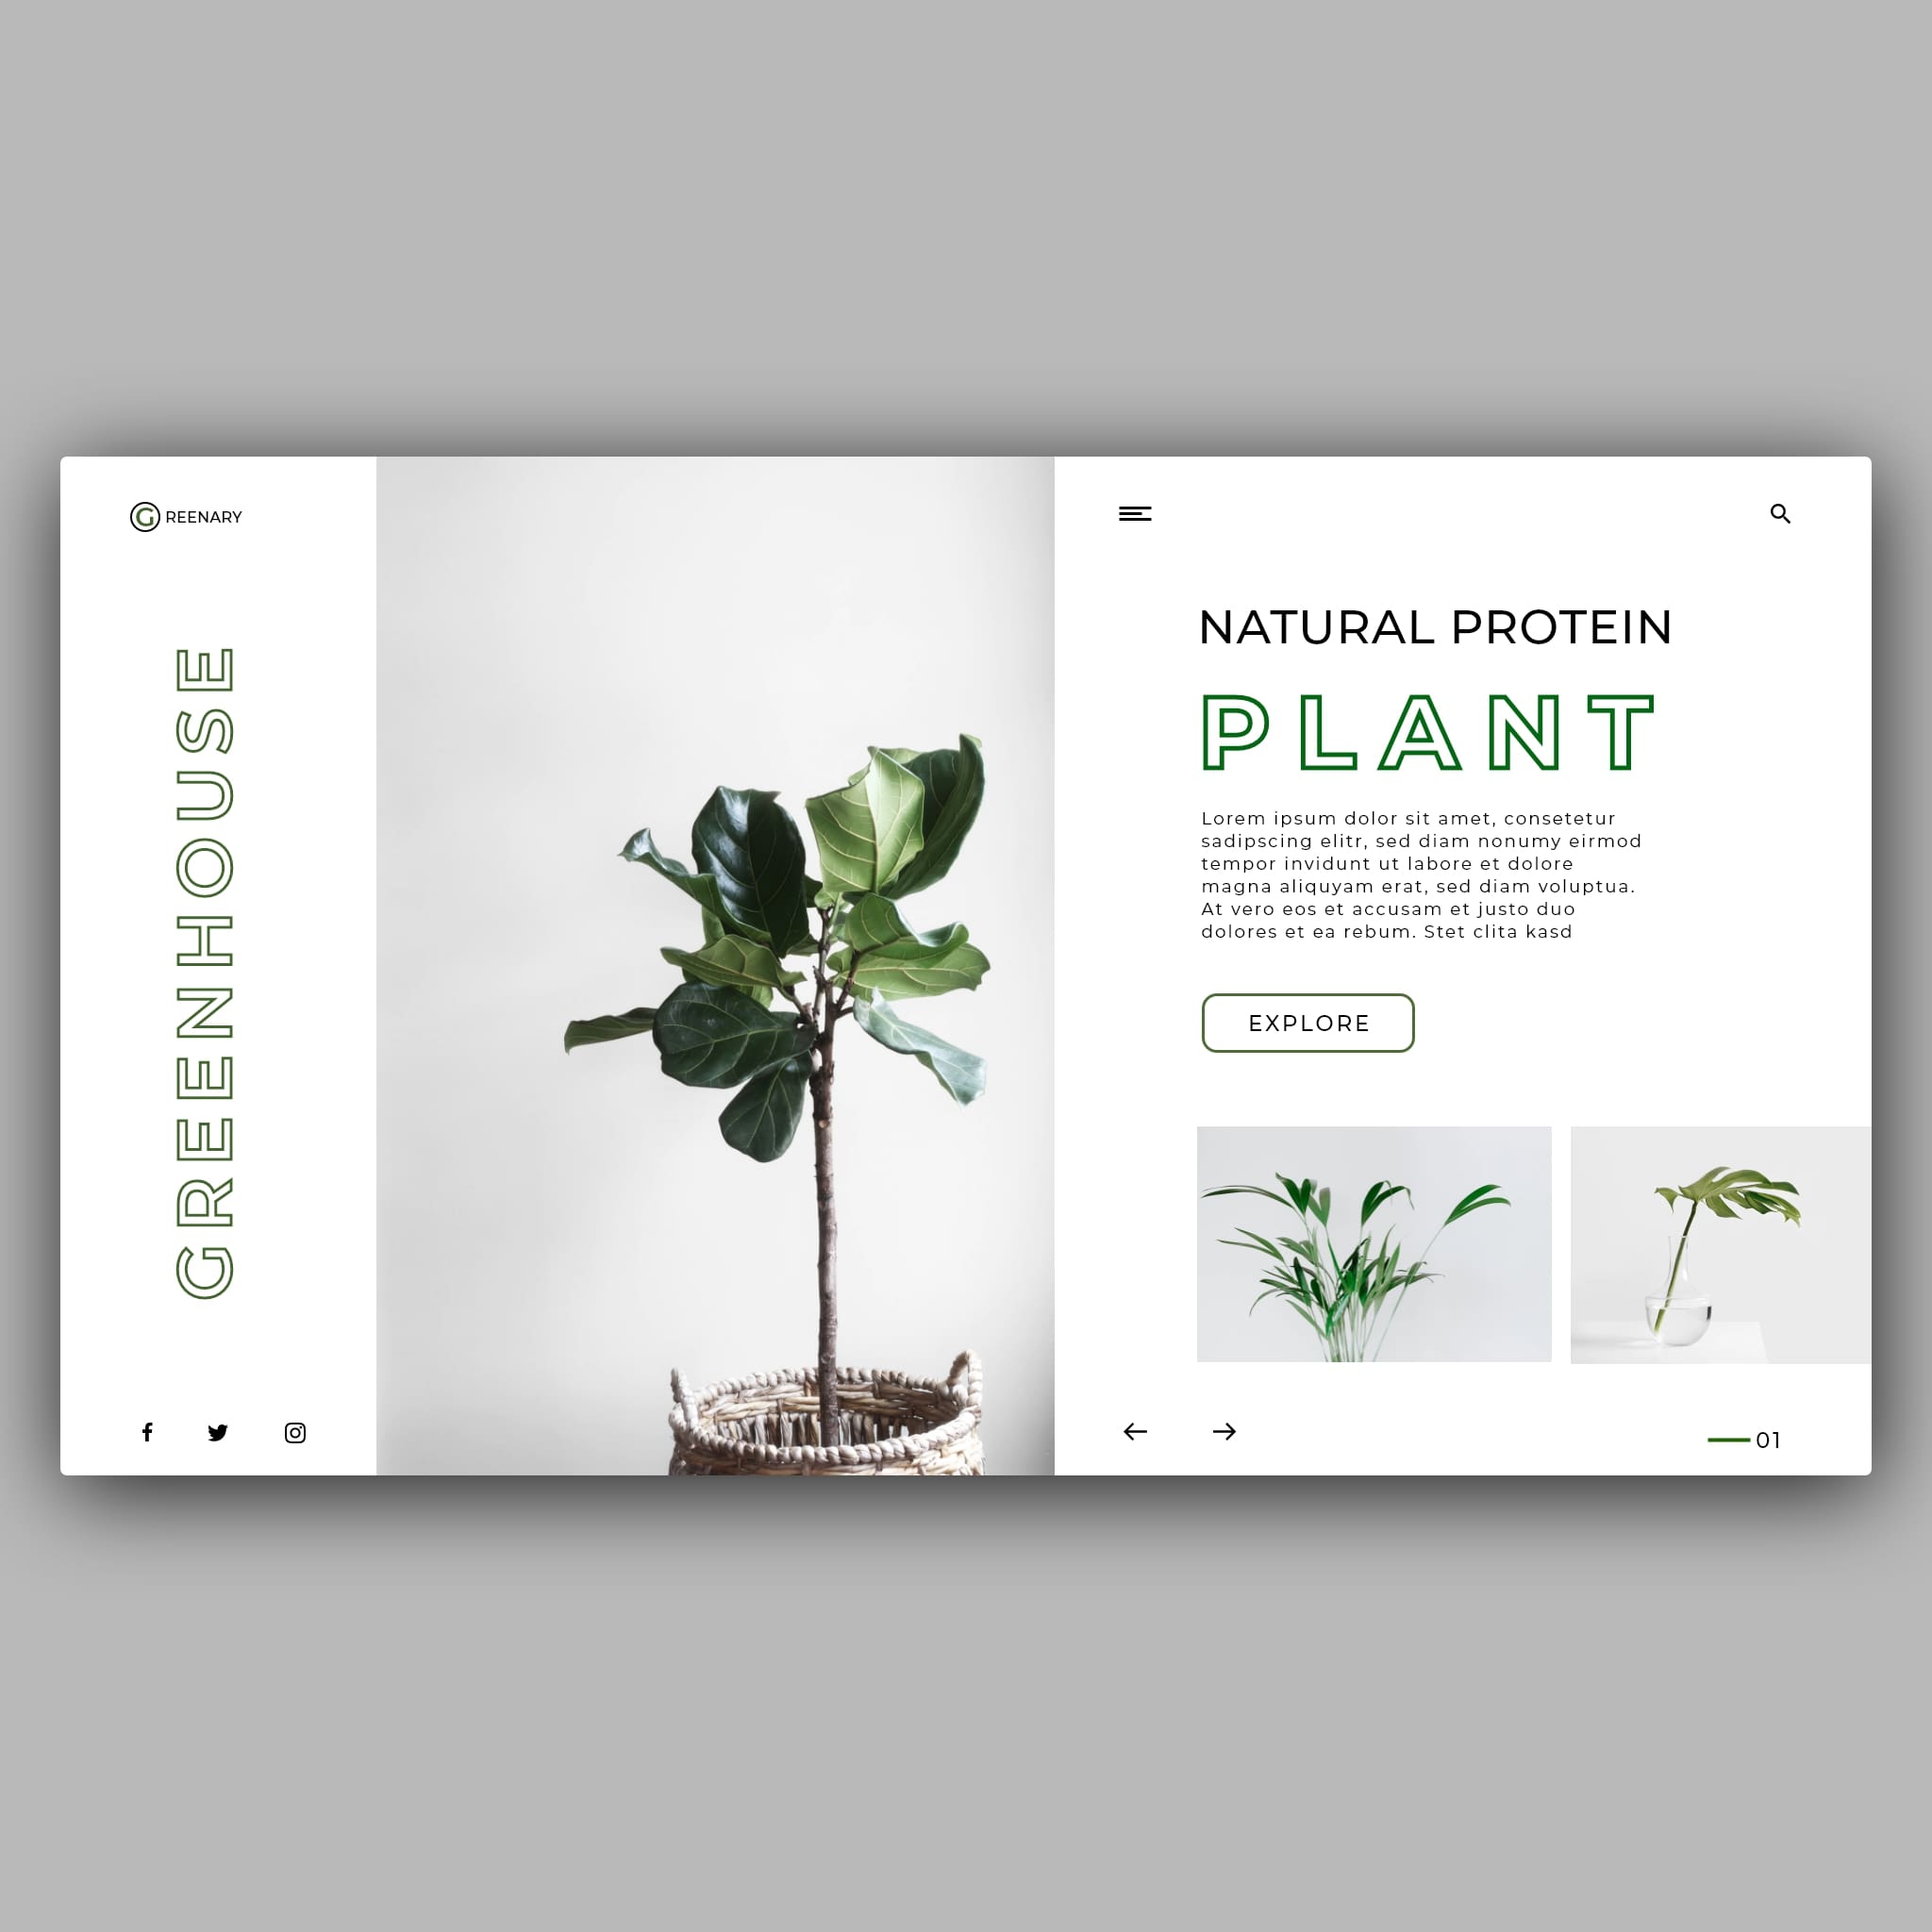 GREENARY
GREENHOUSE
NATURAL PROTEIN
PLANT
Lorem ipsum dolor sit amet, consetetur
sadipscing elitr, sed diam nonumy eirmod
tempor invidunt ut labore et dolore
magna aliquyam erat, sed diam voluptua.
At vero eos et accusam et justo duo
dolores et ea rebum. Stet clita kasd
EXPLORE
01